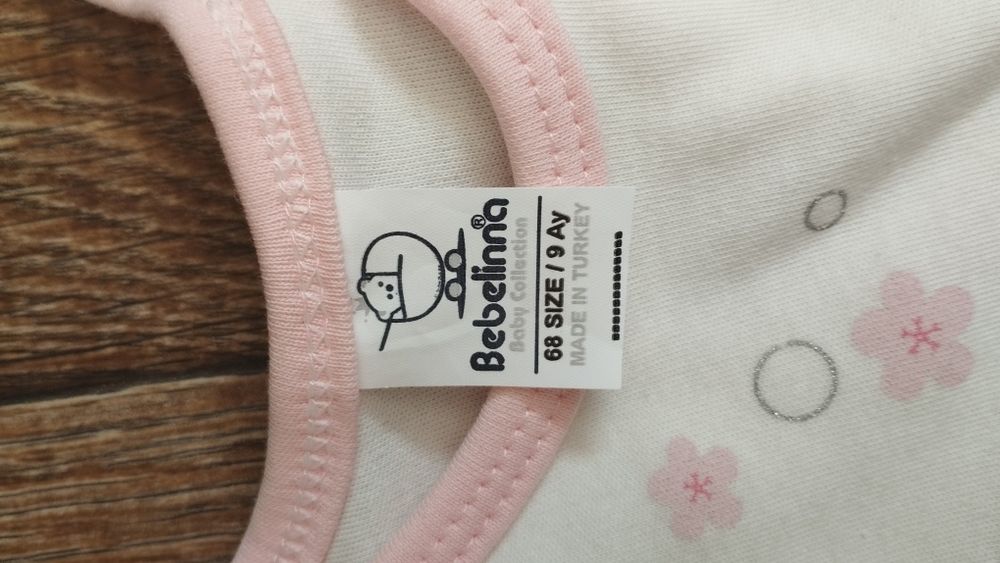 Bebelinna®
Baby Collection
68 SIZE / 9 Ay
MADE IN TURKEY